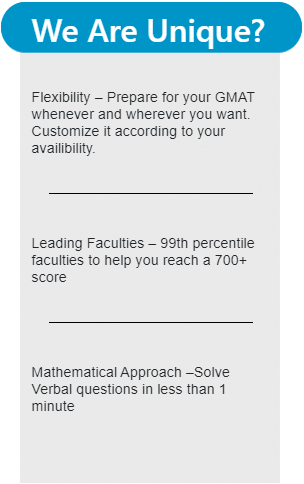 We Are Unique?
Flexibility – Prepare for your GMAT
whenever and wherever you want.
Customize it according to your
availibility.
Leading Faculties – 99th percentile
faculties to help you reach a 700+
score
Mathematical Approach –Solve
Verbal questions in less than 1
minute